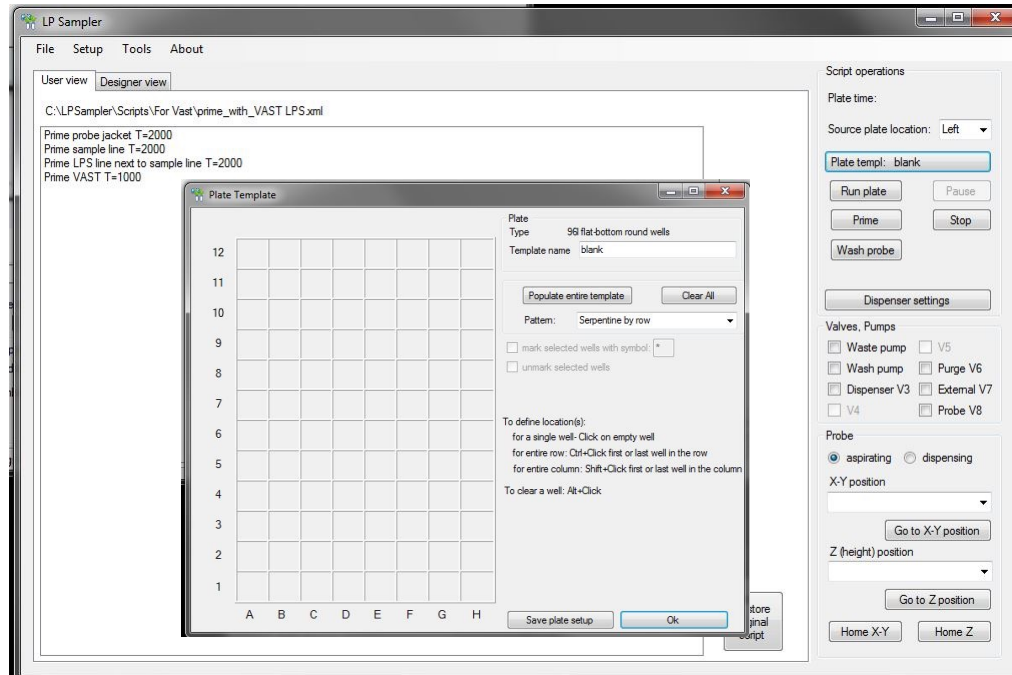 LP Sampler
File Setup Tools About
User view Designer view
C:\LPSampler\Scripts\For Vast\prime_with_VAST LPS.xml
Prime probe jacket T=2000
Prime sample line T=2000
Prime LPS line next to sample line T=2000
Prime VAST T=1000
Plate Template
12
11
10
9
8
7
6
5
4
3
2
1
A B C D E F G H
Plate
Type 96 flat-bottom round wells
Template name blank
Populate entire template Clear All
Pattern: Serpentine by row
mark selected wells with symbol: *
unmark selected wells
To define location(s):
for a single well- Click on empty well
for entire row: Ctrl+Click first or last well in the row
for entire column: Shift+Click first or last well in the column
To clear a well: Alt+Click
Save plate setup Ok
store
ginal
script
Script operations
Plate time:
Source plate location: Left
Plate templ: blank
Run plate Pause
Prime Stop
Wash probe
Dispenser settings
Valves, Pumps
Waste pump V5
Wash pump Purge V6
Dispenser V3 External V7
V4 Probe V8
Probe
aspirating dispensing
X-Y position
Go to X-Y position
Z (height) position
Go to Z position
Home X-Y Home Z